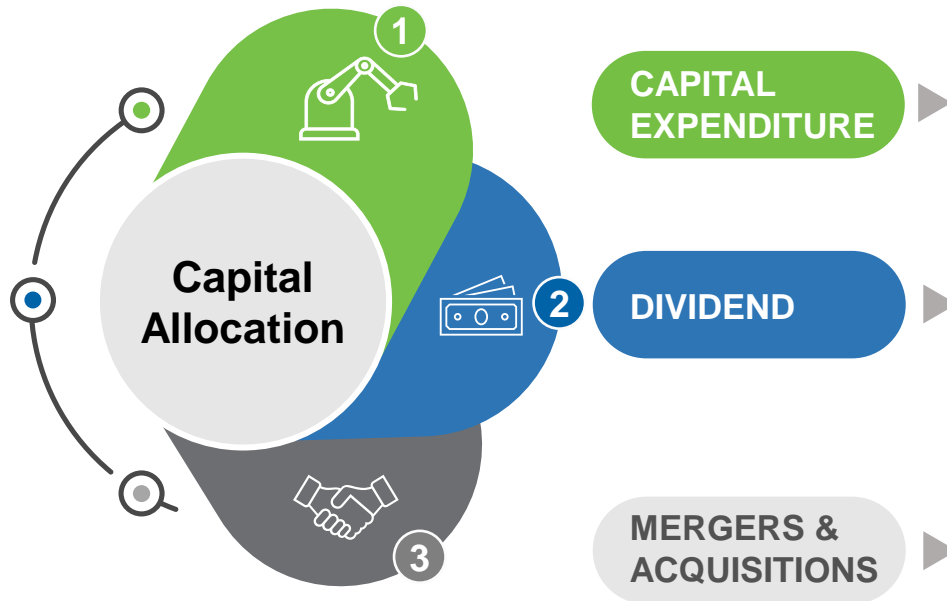 1
CAPITAL
EXPENDITURE
Capital
Allocation
2
DIVIDEND
3
MERGERS &
ACQUISITIONS